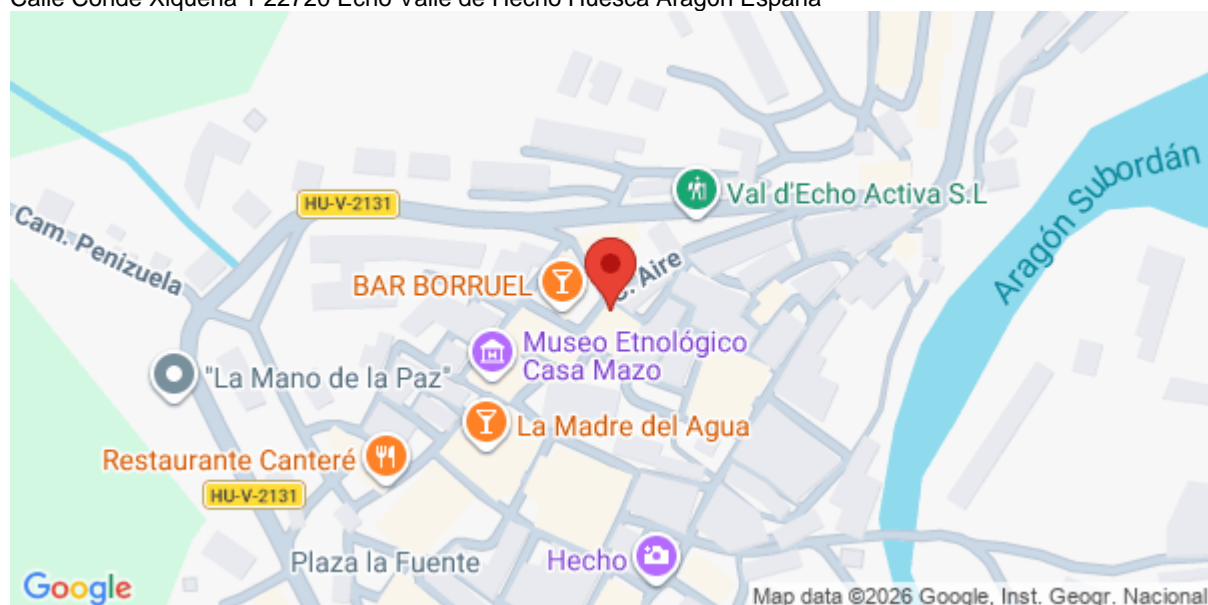 Calle Conde Xiquena 1 22720 Echo Valle de Hecho Huesca Aragón España
HU-V-2131
Val d'Echo Activa S.L
Aragón Subordán
Cam. Penizuela
BAR BORRUEL
C. Aire
Museo Etnológico
Casa Mazo
"La Mano de la Paz"
La Madre del Agua
Restaurante Canteré
HU-V-2131
Plaza la Fuente
Hecho
Google
Map data ©2026 Google, Inst. Geogr. Nacional